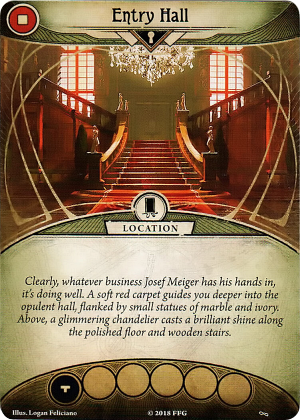 Entry Hall
LOCATION
Clearly, whatever business Josef Meiger has his hands in,
it's doing well. A soft red carpet guides you deeper into the
opulent hall, flanked by small statues of marble and ivory.
Above, a glimmering chandelier casts a brilliant shine along
the polished floor and wooden stairs.
Illus. Logan Feliciano
© 2018 FFG